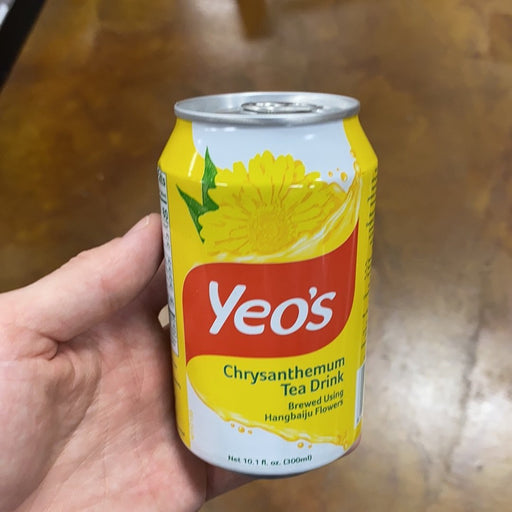 Yeo's
Chrysanthemum
Tea Drink
Brewed Using
Hangbaiju Flowers
Net 10.1 fl. oz. (300ml)